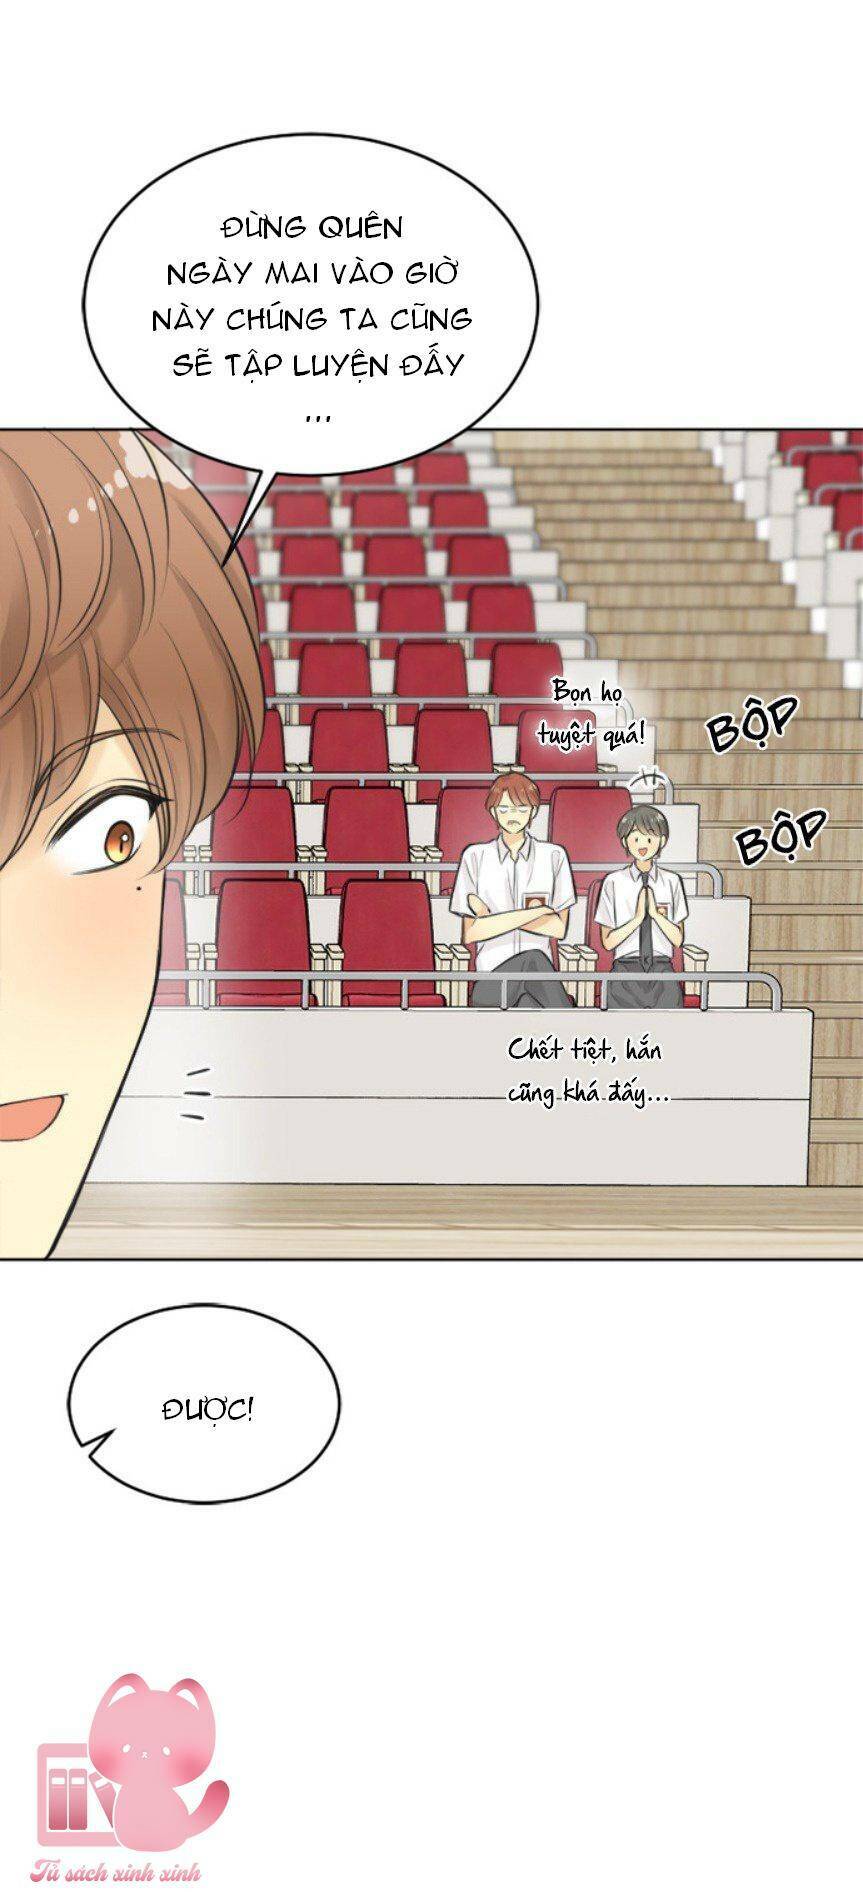 ĐỪNG QUÊN
NGÀY MAI VÀO GIỜ
NÀY CHÚNG TA CŨNG
SẼ TẬP LUYỆN ĐẤY
...
Bọn họ
tuyệt quá!
BỘP
BỘP
Chết tiệt, hắn
cũng khá đấy...
ĐƯỢC!
Tủ sách xinh xinh